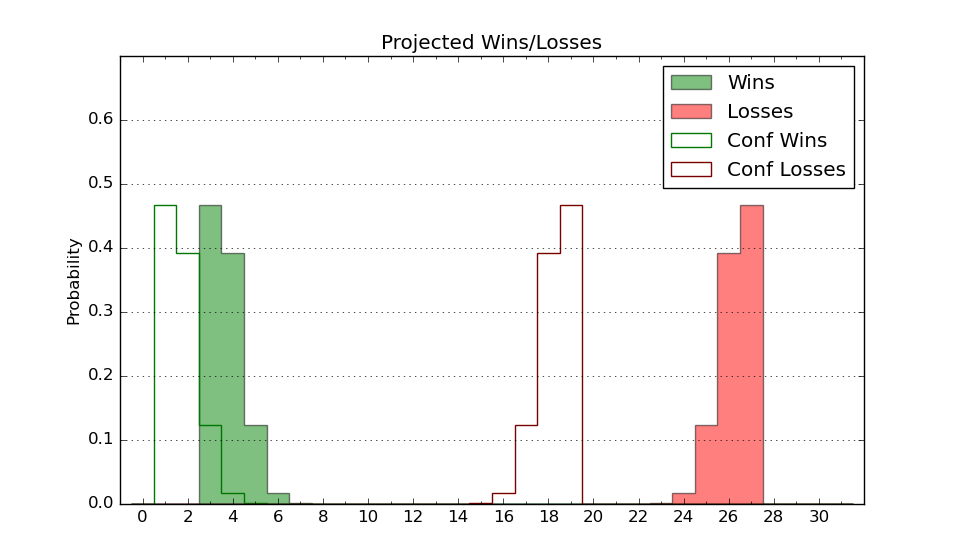 Projected Wins/Losses
Wins
Losses
Conf Wins
Conf Losses
Probability
0.6
0.5
0.4
0.3
0.2
0.1
0.0
0 2 4 6 8 10 12 14 16 18 20 22 24 26 28 30